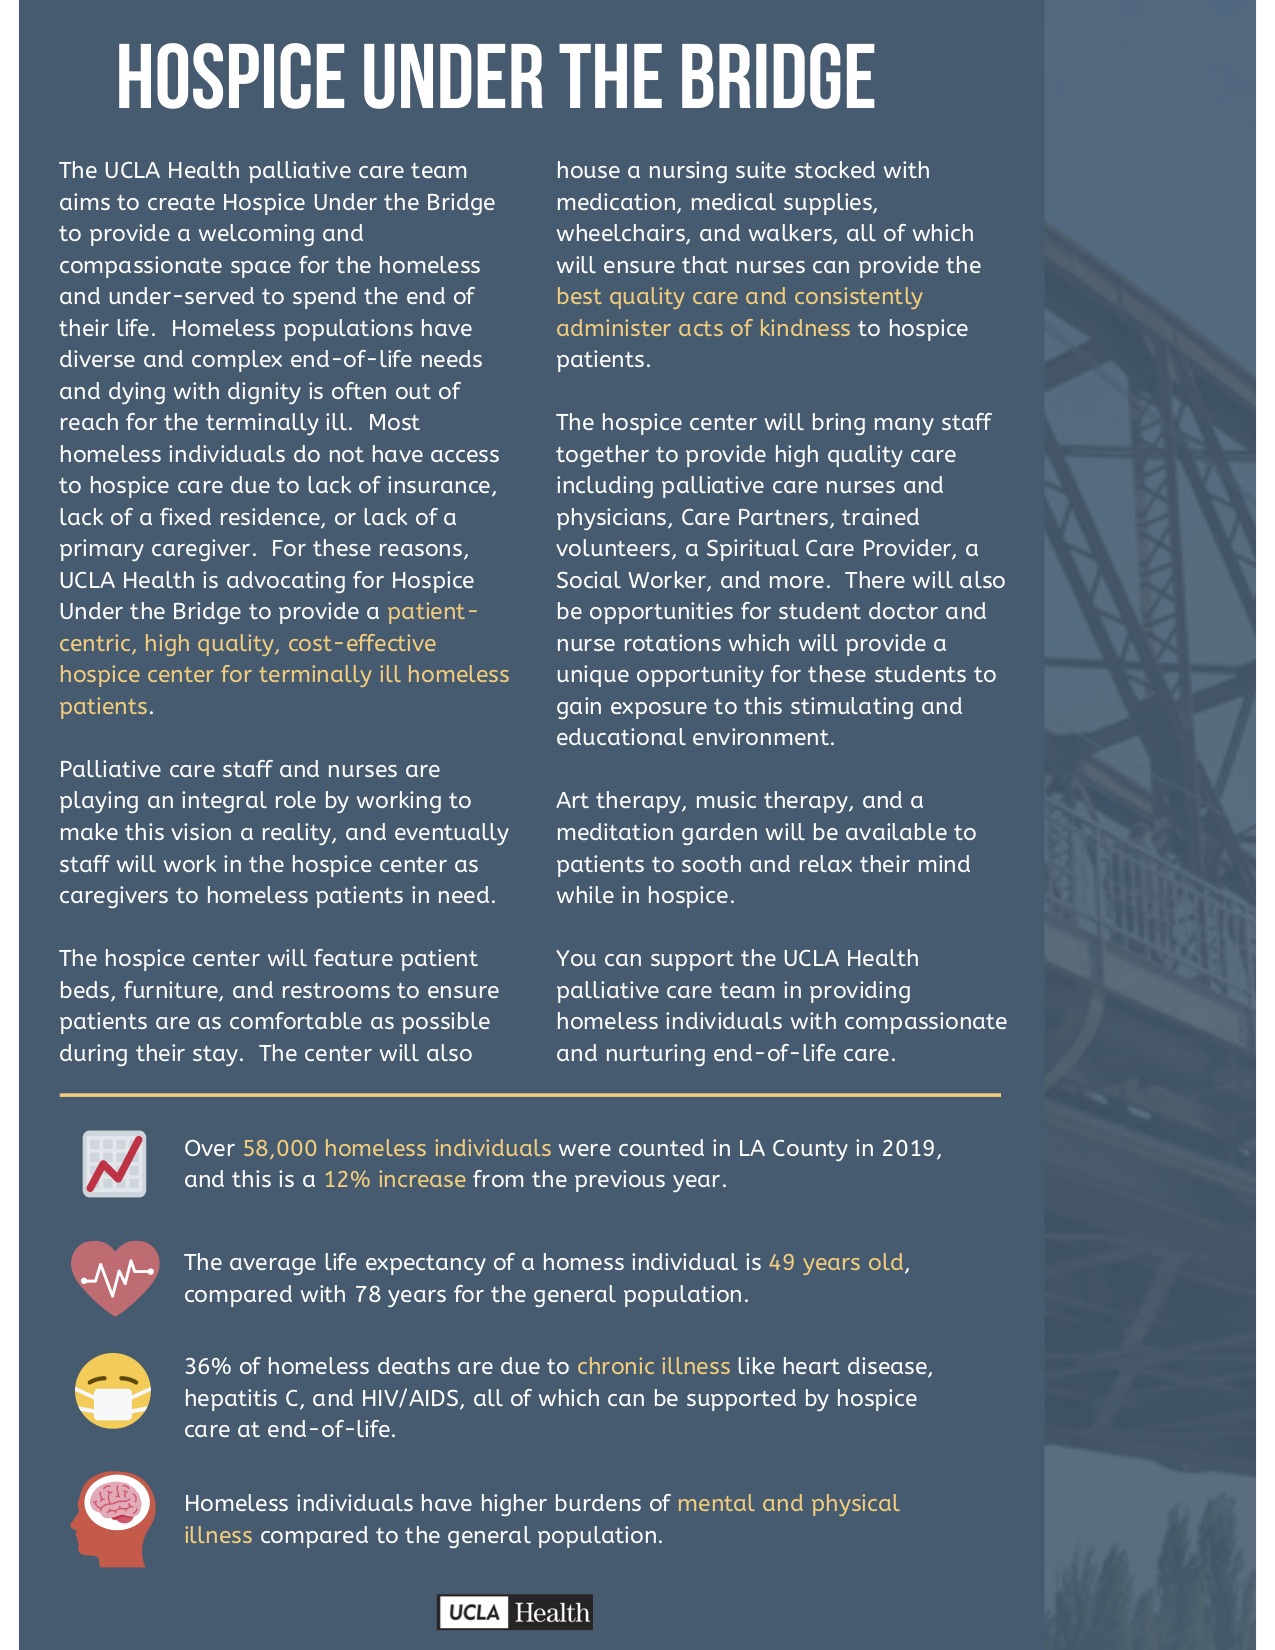 HOSPICE UNDER THE BRIDGE
The UCLA Health palliative care team
aims to create Hospice Under the Bridge
to provide a welcoming and
compassionate space for the homeless
and under-served to spend the end of
their life.  Homeless populations have
diverse and complex end-of-life needs
and dying with dignity is often out of
reach for the terminally ill.  Most
homeless individuals do not have access
to hospice care due to lack of insurance,
lack of a fixed residence, or lack of a
primary caregiver.  For these reasons,
UCLA Health is advocating for Hospice
Under the Bridge to provide a patient-
centric, high quality, cost-effective
hospice center for terminally ill homeless
patients.
Palliative care staff and nurses are
playing an integral role by working to
make this vision a reality, and eventually
staff will work in the hospice center as
caregivers to homeless patients in need.
The hospice center will feature patient
beds, furniture, and restrooms to ensure
patients are as comfortable as possible
during their stay.  The center will also
house a nursing suite stocked with
medication, medical supplies,
wheelchairs, and walkers, all of which
will ensure that nurses can provide the
best quality care and consistently
administer acts of kindness to hospice
patients.
The hospice center will bring many staff
together to provide high quality care
including palliative care nurses and
physicians, Care Partners, trained
volunteers, a Spiritual Care Provider, a
Social Worker, and more.  There will also
be opportunities for student doctor and
nurse rotations which will provide a
unique opportunity for these students to
gain exposure to this stimulating and
educational environment.
Art therapy, music therapy, and a
meditation garden will be available to
patients to sooth and relax their mind
while in hospice.
You can support the UCLA Health
palliative care team in providing
homeless individuals with compassionate
and nurturing end-of-life care.
Over 58,000 homeless individuals were counted in LA County in 2019,
and this is a 12% increase from the previous year.
The average life expectancy of a homess individual is 49 years old,
compared with 78 years for the general population.
36% of homeless deaths are due to chronic illness like heart disease,
hepatitis C, and HIV/AIDS, all of which can be supported by hospice
care at end-of-life.
Homeless individuals have higher burdens of mental and physical
illness compared to the general population.
UCLA Health